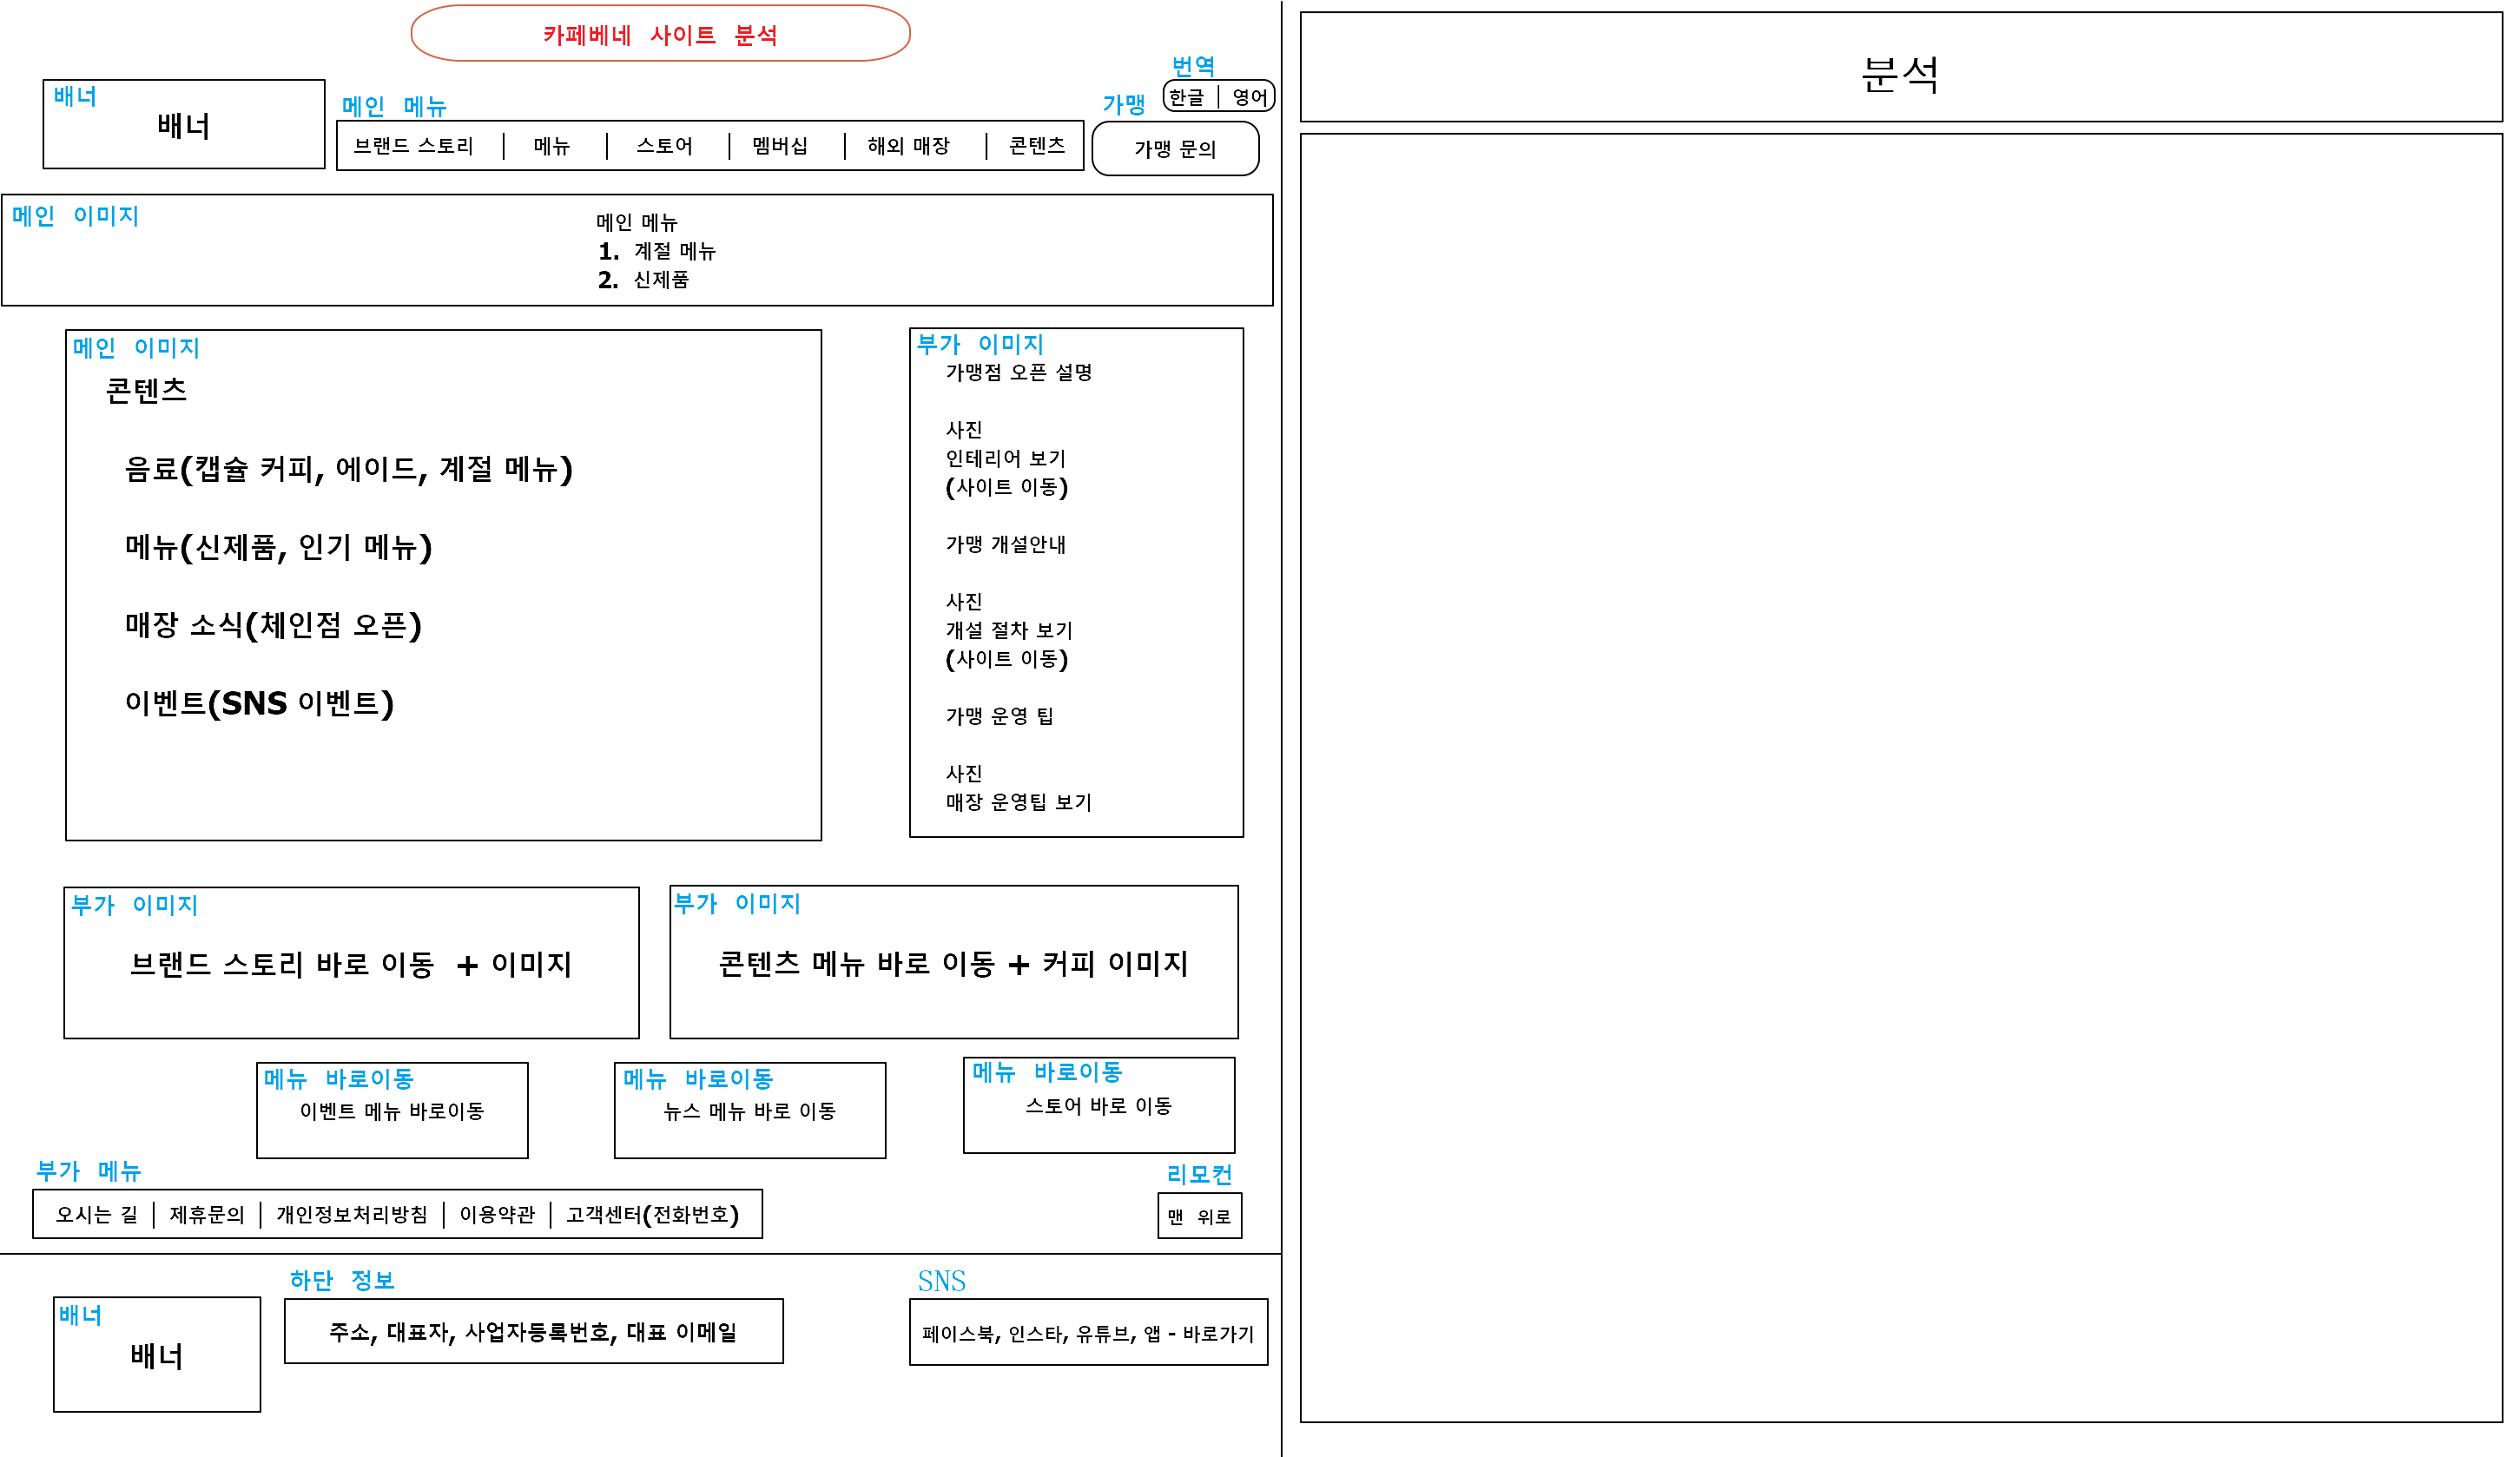 카페베네 사이트 분석
번역
한글 | 영어
배너
배너
메인 메뉴
브랜드 스토리 | 메뉴 | 스토어 | 멤버십 | 해외 매장 | 콘텐츠
가맹
가맹 문의
메인 이미지
메인 메뉴
1. 계절 메뉴
2. 신제품
메인 이미지
콘텐츠
음료(캡슐 커피, 에이드, 계절 메뉴)
메뉴(신제품, 인기 메뉴)
매장 소식(체인점 오픈)
이벤트(SNS 이벤트)
부가 이미지
가맹점 오픈 설명
사진
인테리어 보기
(사이트 이동)
가맹 개설안내
사진
개설 절차 보기
(사이트 이동)
가맹 운영 팁
사진
매장 운영팁 보기
부가 이미지
브랜드 스토리 바로 이동 + 이미지
부가 이미지
콘텐츠 메뉴 바로 이동 + 커피 이미지
메뉴 바로이동
이벤트 메뉴 바로이동
메뉴 바로이동
뉴스 메뉴 바로 이동
메뉴 바로이동
스토어 바로 이동
부가 메뉴
오시는 길 | 제휴문의 | 개인정보처리방침 | 이용약관 | 고객센터(전화번호)
리모컨
맨 위로
배너
배너
하단 정보
주소, 대표자, 사업자등록번호, 대표 이메일
SNS
페이스북, 인스타, 유튜브, 앱 - 바로가기
분석